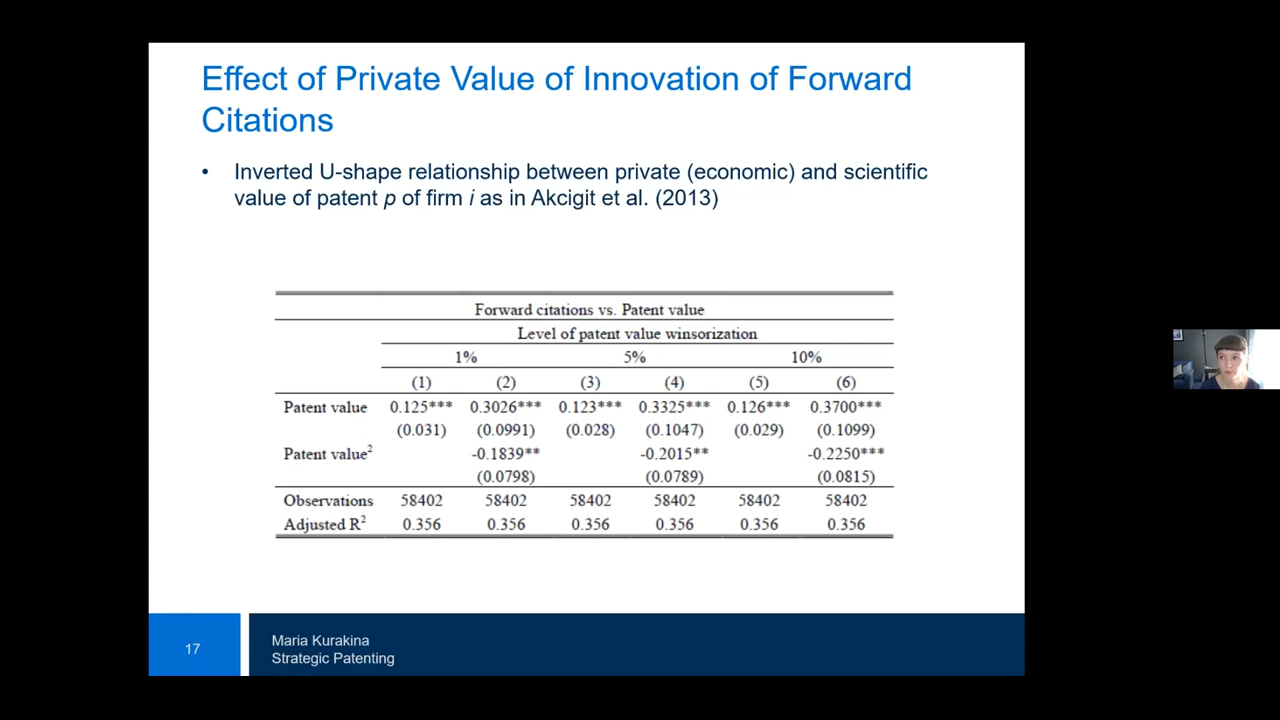 Effect of Private Value of Innovation of Forward
Citations
• Inverted U-shape relationship between private (economic) and scientific
value of patent p of firm i as in Akcigit et al. (2013)
Forward citations vs. Patent value
Level of patent value winsorization
1% 5% 10%
(1) (2) (3) (4) (5) (6)
Patent value 0.125*** 0.3026*** 0.123*** 0.3325*** 0.126*** 0.3700***
(0.031) (0.0991) (0.028) (0.1047) (0.029) (0.1099)
Patent value² -0.1839** -0.2015** -0.2250***
(0.0798) (0.0789) (0.0815)
Observations 58402 58402 58402 58402 58402 58402
Adjusted R² 0.356 0.356 0.356 0.356 0.356 0.356
17
Maria Kurakina
Strategic Patenting